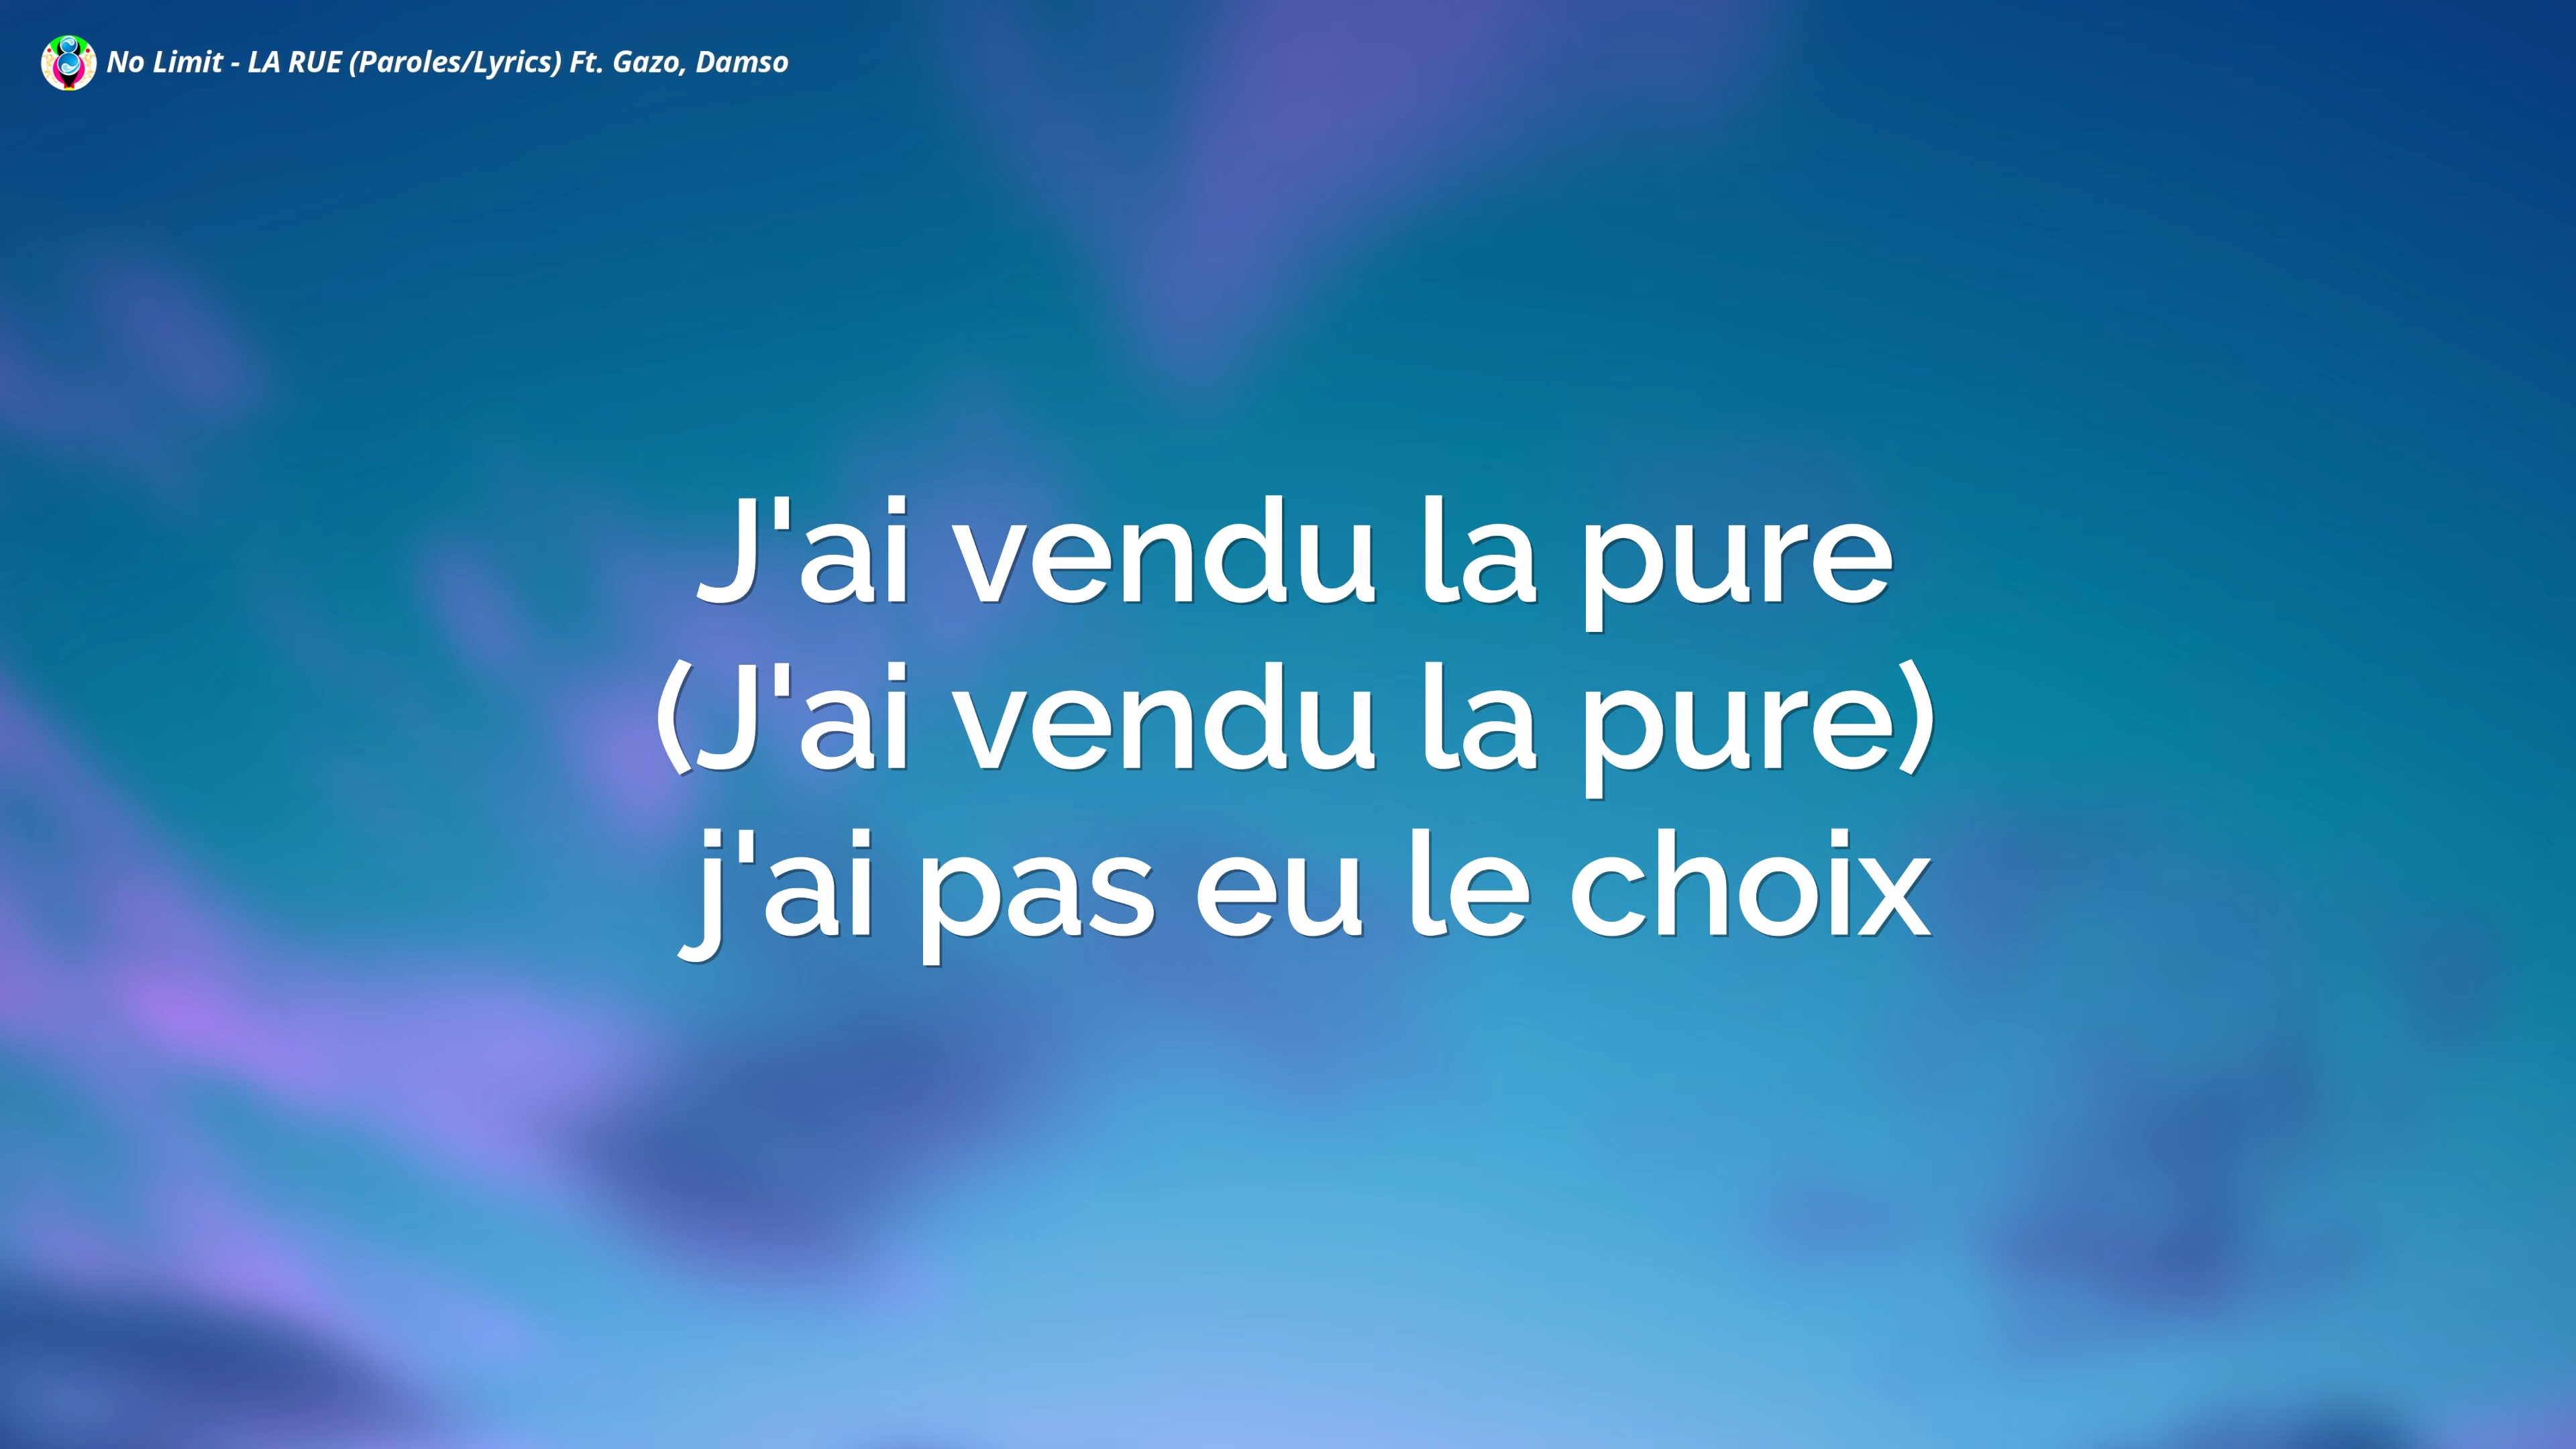 No Limit - LA RUE (Paroles/Lyrics) Ft. Gazo, Damso
J'ai vendu la pure
(J'ai vendu la pure)
j'ai pas eu le choix